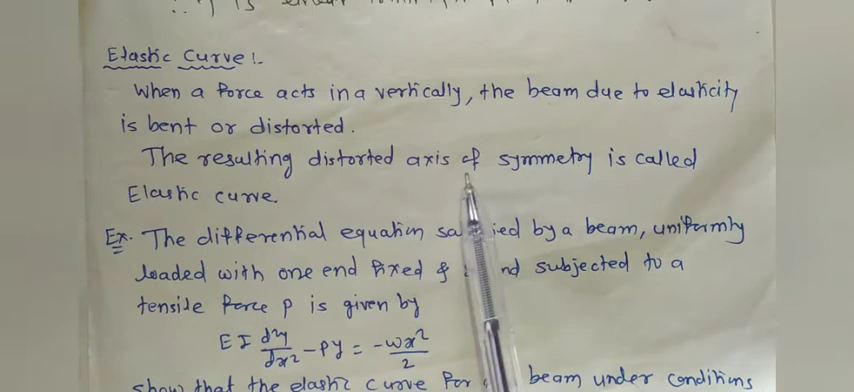 Elastic Curve:-
When a force acts in a vertically, the beam due to elasticity
is bent or distorted.
The resulting distorted axis of symmetry is called
Elastic curve.
Ex. The differential equation by a beam, uniformly
loaded with one end fixed & subjected to a
tensile force P is given by
EI d²y/dx² - Py = -wx²/2
show that the elastic curve for beam under conditions